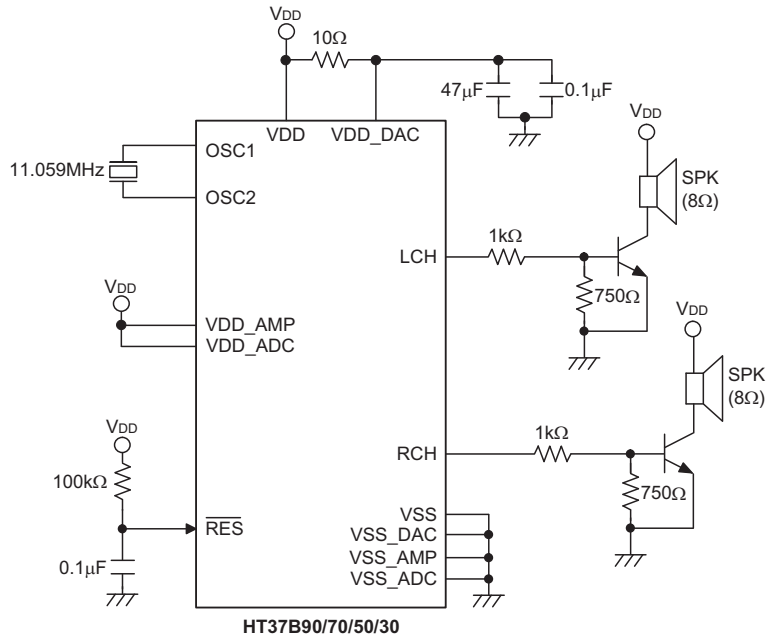 VDD
10Ω
47μF
0.1μF
VDD
VDD_DAC
VDD
SPK
(8Ω)
11.059MHz
OSC1
OSC2
LCH
1kΩ
750Ω
VDD
VDD_AMP
VDD_ADC
VDD
SPK
(8Ω)
VDD
100kΩ
RES
0.1μF
RCH
1kΩ
750Ω
VSS
VSS_DAC
VSS_AMP
VSS_ADC
HT37B90/70/50/30